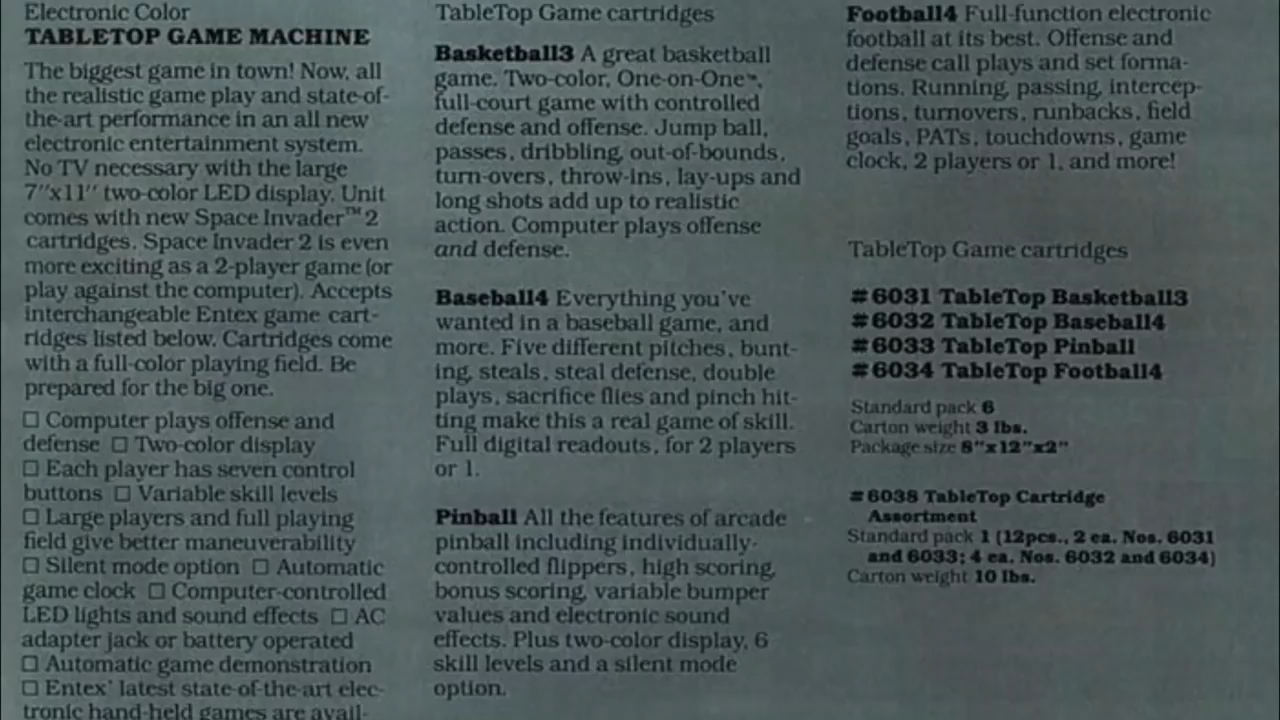 Electronic Color
TABLETOP GAME MACHINE
The biggest game in town! Now, all
the realistic game play and state-of-
the-art performance in an all new
electronic entertainment system.
No TV necessary with the large
7"x11" two-color LED display. Unit
comes with new Space Invader™ 2
cartridges. Space Invader 2 is even
more exciting as a 2-player game (or
play against the computer). Accepts
interchangeable Entex game cart-
ridges listed below. Cartridges come
with a full-color playing field. Be
prepared for the big one.
☐ Computer plays offense and
defense ☐ Two-color display
☐ Each player has seven control
buttons ☐ Variable skill levels
☐ Large players and full playing
field give better maneuverability
☐ Silent mode option ☐ Automatic
game clock ☐ Computer-controlled
LED lights and sound effects ☐ AC
adapter jack or battery operated
☐ Automatic game demonstration
☐ Entex' latest state-of-the-art elec-
tronic hand-held games are avail-
TableTop Game cartridges
Basketball3 A great basketball
game. Two-color, One-on-One™,
full-court game with controlled
defense and offense. Jump ball,
passes, dribbling, out-of-bounds,
turn-overs, throw-ins, lay-ups and
long shots add up to realistic
action. Computer plays offense
and defense.
Baseball4 Everything you've
wanted in a baseball game, and
more. Five different pitches, bunt-
ing, steals, steal defense, double
plays, sacrifice flies and pinch hit-
ting make this a real game of skill.
Full digital readouts, for 2 players
or 1.
Pinball All the features of arcade
pinball including individually-
controlled flippers, high scoring,
bonus scoring, variable bumper
values and electronic sound
effects. Plus two-color display, 6
skill levels and a silent mode
option.
Football4 Full-function electronic
football at its best. Offense and
defense call plays and set forma-
tions. Running, passing, intercep-
tions, turnovers, runbacks, field
goals, PATs, touchdowns, game
clock, 2 players or 1, and more!
TableTop Game cartridges
#6031 TableTop Basketball3
#6032 TableTop Baseball4
#6033 TableTop Pinball
#6034 TableTop Football4
Standard pack 6
Carton weight 3 lbs.
Package size 8"x12"x2"
#6038 TableTop Cartridge
Assortment
Standard pack 1 (12pcs., 2 ea. Nos. 6031
and 6033; 4 ea. Nos. 6032 and 6034)
Carton weight 10 lbs.